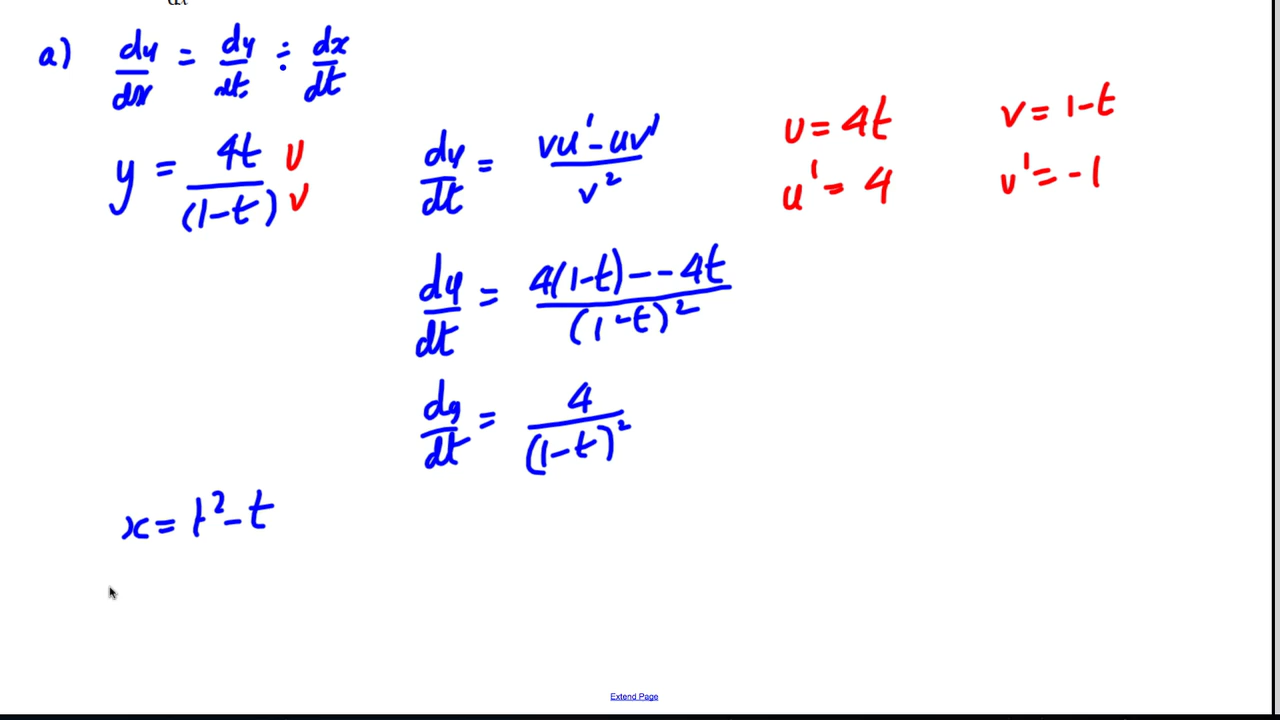 a) dy/dx = dy/dt ÷ dx/dt
y = 4t/(1-t) u v
dy/dt = (vu' - uv')/v²
u = 4t
v = 1-t
u' = 4
v' = -1
dy/dt = (4(1-t) - - 4t)/(1-t)²
dy/dt = 4/(1-t)²
x = t² - t
Extend Page